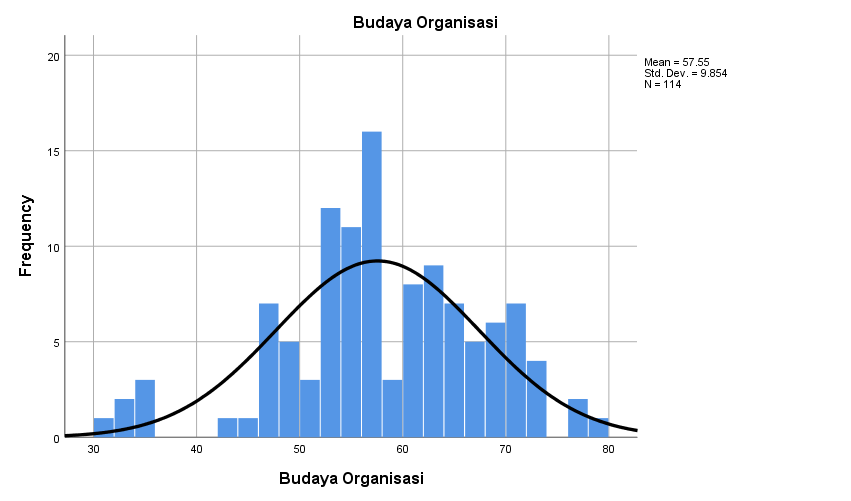 Budaya Organisasi
Mean = 57.55
Std. Dev. = 9.854
N = 114
Frequency
20
15
10
5
0
30 40 50 60 70 80
Budaya Organisasi